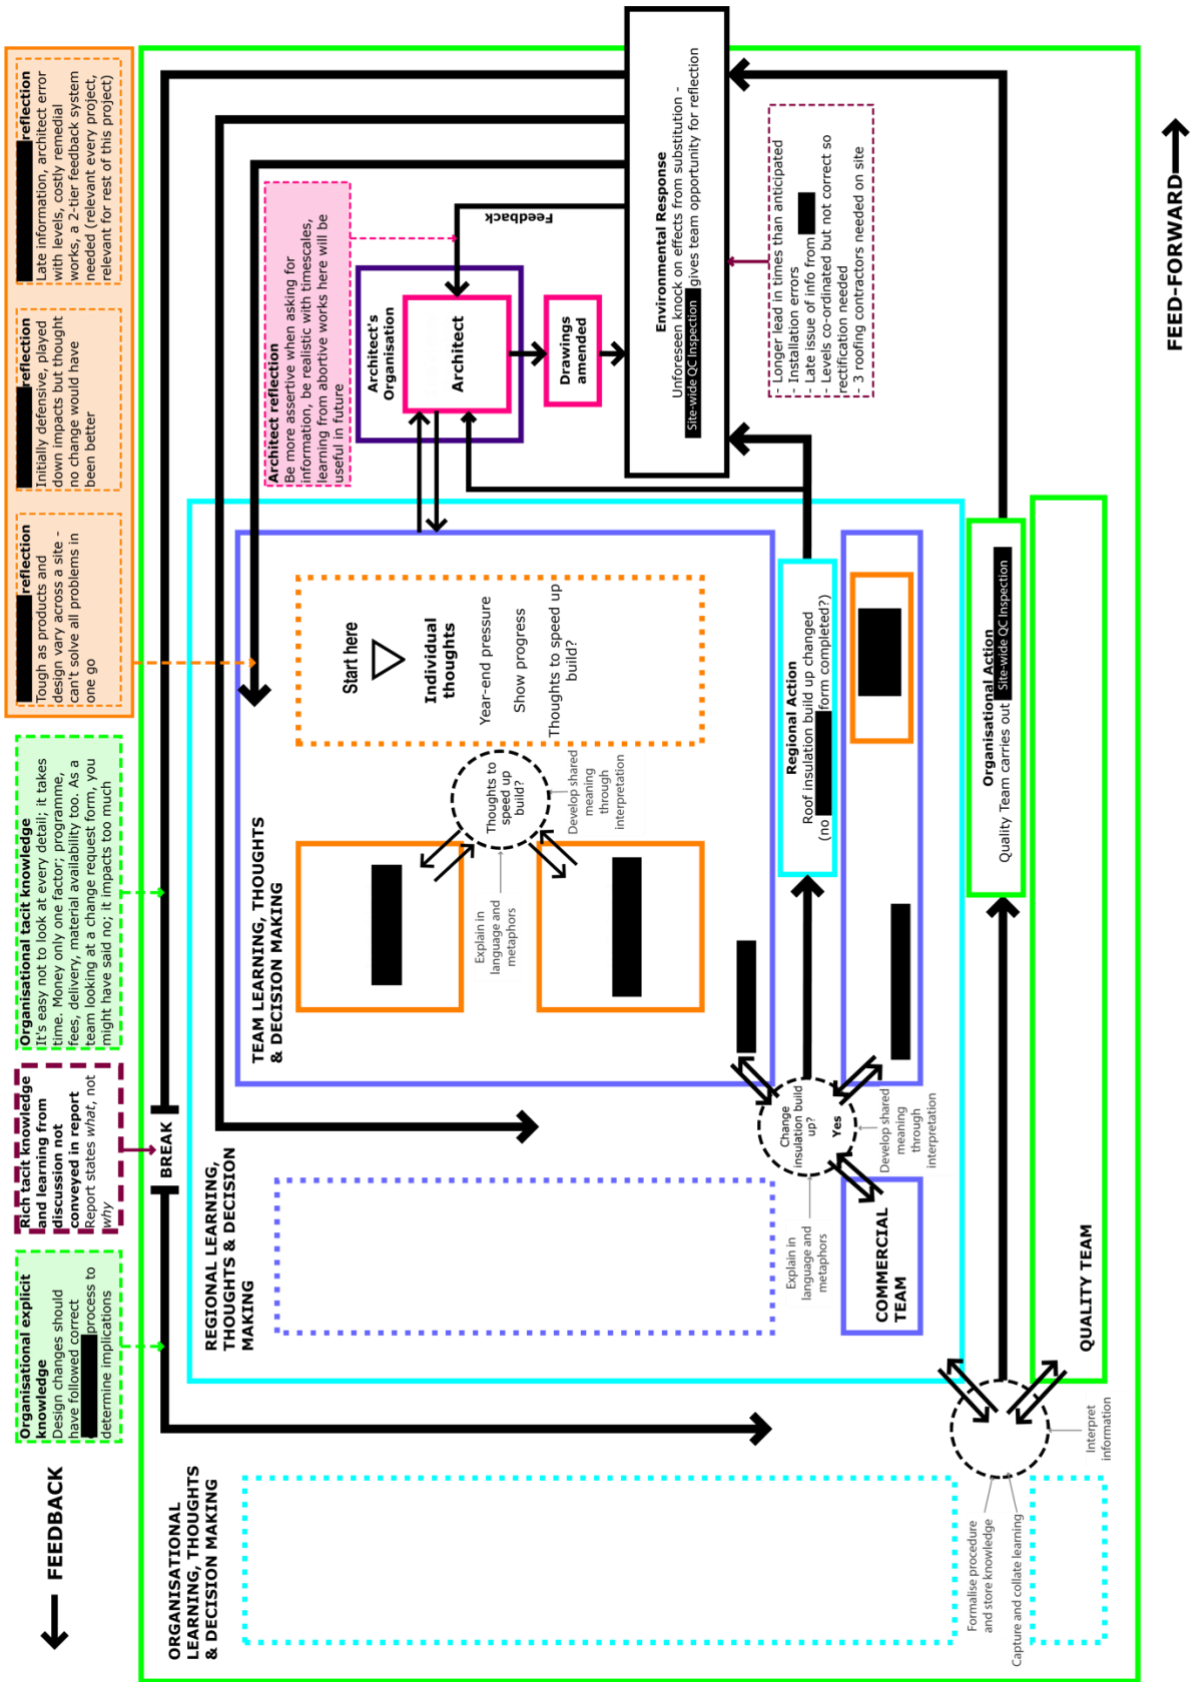 ← FEEDBACK
Organisational explicit
knowledge
Design changes should
have followed correct
process to
determine implications
Rich tacit knowledge
and learning from
discussion not
conveyed in report
Report states what, not
why
Organisational tacit knowledge
It's easy not to look at every detail; it takes
time. Money only one factor; programme,
fees, delivery, material availability too. As a
team looking at a change request form, you
might have said no; it impacts too much
reflection
Tough as products and
design vary across a site -
can't solve all problems in
one go
reflection
Initially defensive, played
down impacts but thought
no change would have
been better
reflection
Late information, architect error
with levels, costly remedial
works, a 2-tier feedback system
needed (relevant every project,
relevant for rest of this project)
BREAK
ORGANISATIONAL
LEARNING, THOUGHTS
& DECISION MAKING
REGIONAL LEARNING,
THOUGHTS & DECISION
MAKING
TEAM LEARNING, THOUGHTS
& DECISION MAKING
Start here
Individual
thoughts
Year-end pressure
Show progress
Thoughts to speed up
build?
Thoughts to
speed up
build?
Explain in
language and
metaphors
Develop shared
meaning
through
interpretation
Architect reflection
Be more assertive when asking for
information, be realistic with timescales,
learning from abortive works here will be
useful in future
Architect's
Organisation
Architect
Feedback
Drawings
amended
Environmental Response
Unforeseen knock on effects from substitution -
Site-wide QC Inspection gives team opportunity for reflection
- Longer lead in times than anticipated
- Installation errors
- Late issue of info from
- Levels co-ordinated but not correct so
rectification needed
- 3 roofing contractors needed on site
Change
insulation build
up?
Yes
Explain in
language and
metaphors
Develop shared
meaning
through
interpretation
Regional Action
Roof insulation build up changed
(no form completed?)
COMMERCIAL
TEAM
Organisational Action
Quality Team carries out Site-wide QC Inspection
QUALITY TEAM
Interpret
information
Formalise procedure
and store knowledge
Capture and collate learning
FEED-FORWARD→